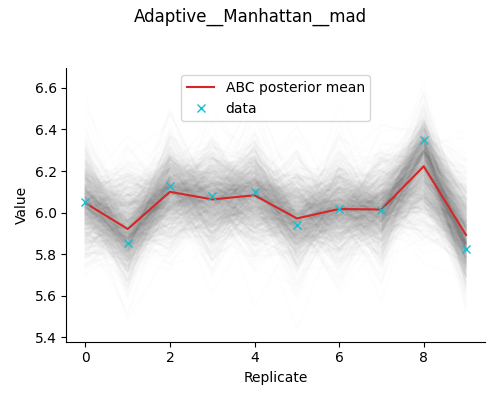 Adaptive__Manhattan__mad
ABC posterior mean
data
6.6
6.4
6.2
6.0
5.8
5.6
5.4
Value
0
2
4
6
8
Replicate